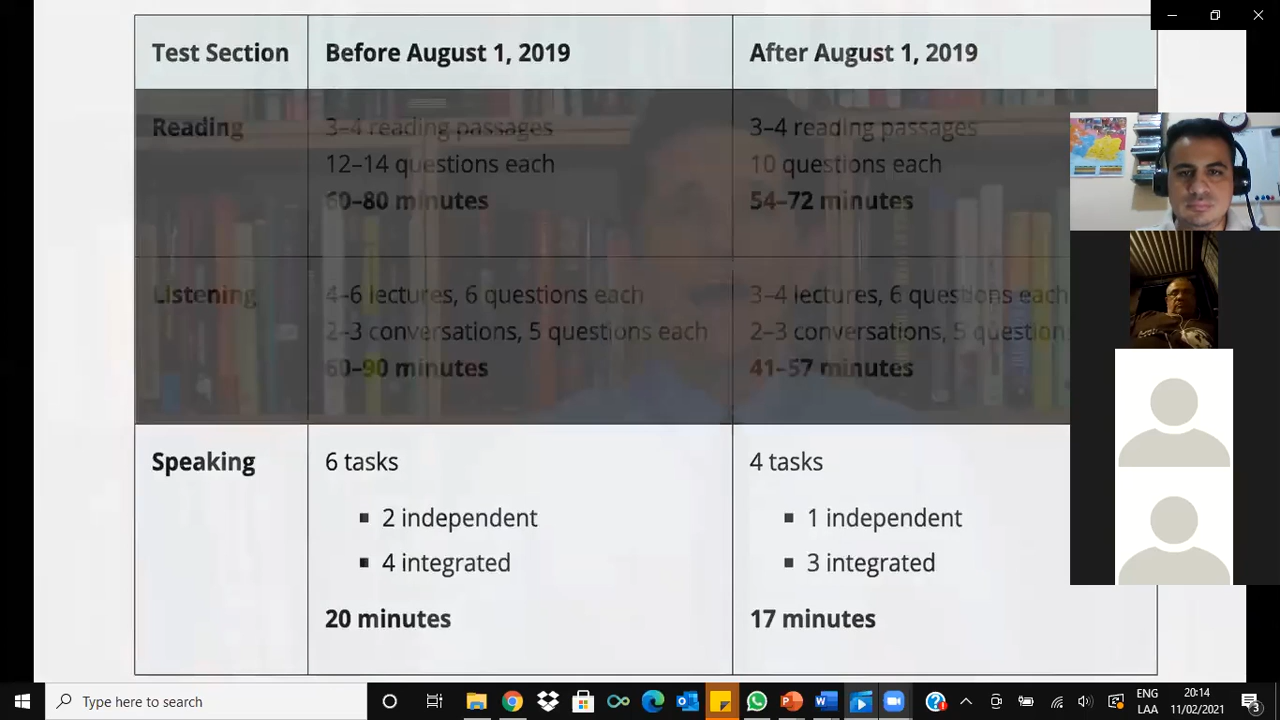 Test Section
Before August 1, 2019
After August 1, 2019
Reading
3–4 reading passages
12–14 questions each
60–80 minutes
3–4 reading passages
10 questions each
54–72 minutes
Listening
4–6 lectures, 6 questions each
2–3 conversations, 5 questions each
60–90 minutes
3–4 lectures, 6 questions each
2–3 conversations, 5 questions
41–57 minutes
Speaking
6 tasks
▪ 2 independent
▪ 4 integrated
20 minutes
4 tasks
▪ 1 independent
▪ 3 integrated
17 minutes
Type here to search
ENG
LAA
20:14
11/02/2021
3